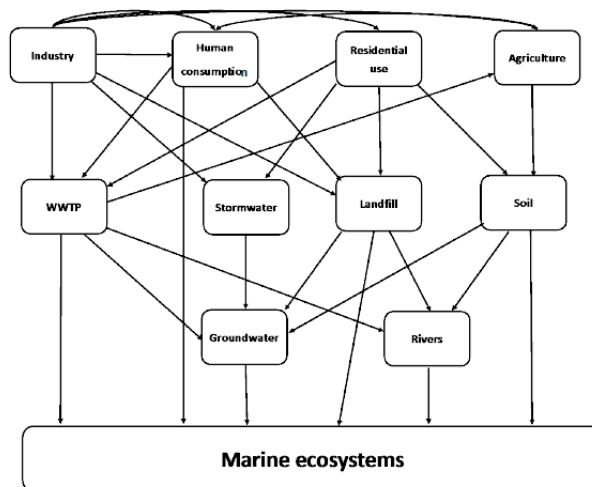 Industry
Human
consumption
Residential
use
Agriculture
WWTP
Stormwater
Landfill
Soil
Groundwater
Rivers
Marine ecosystems